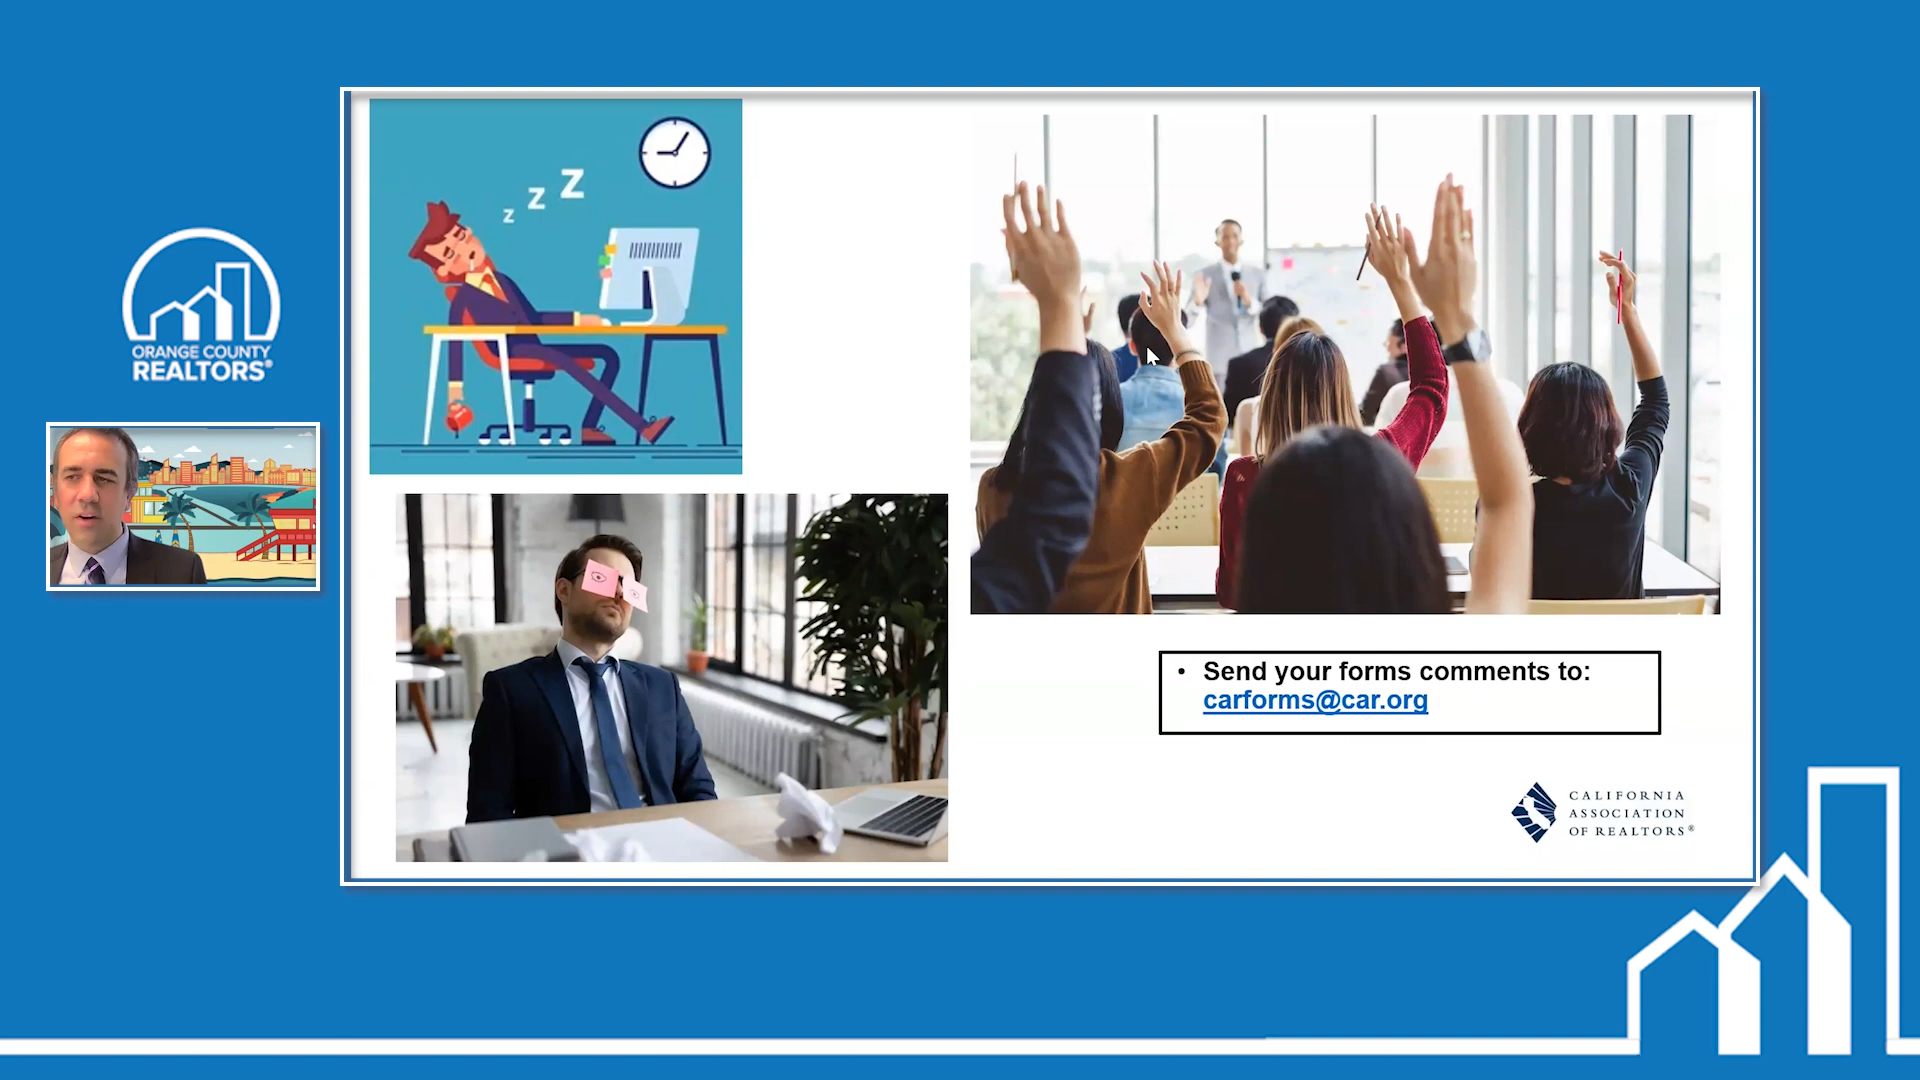 ORANGE COUNTY
REALTORS®
z z Z
• Send your forms comments to:
carforms@car.org
CALIFORNIA
ASSOCIATION
OF REALTORS®